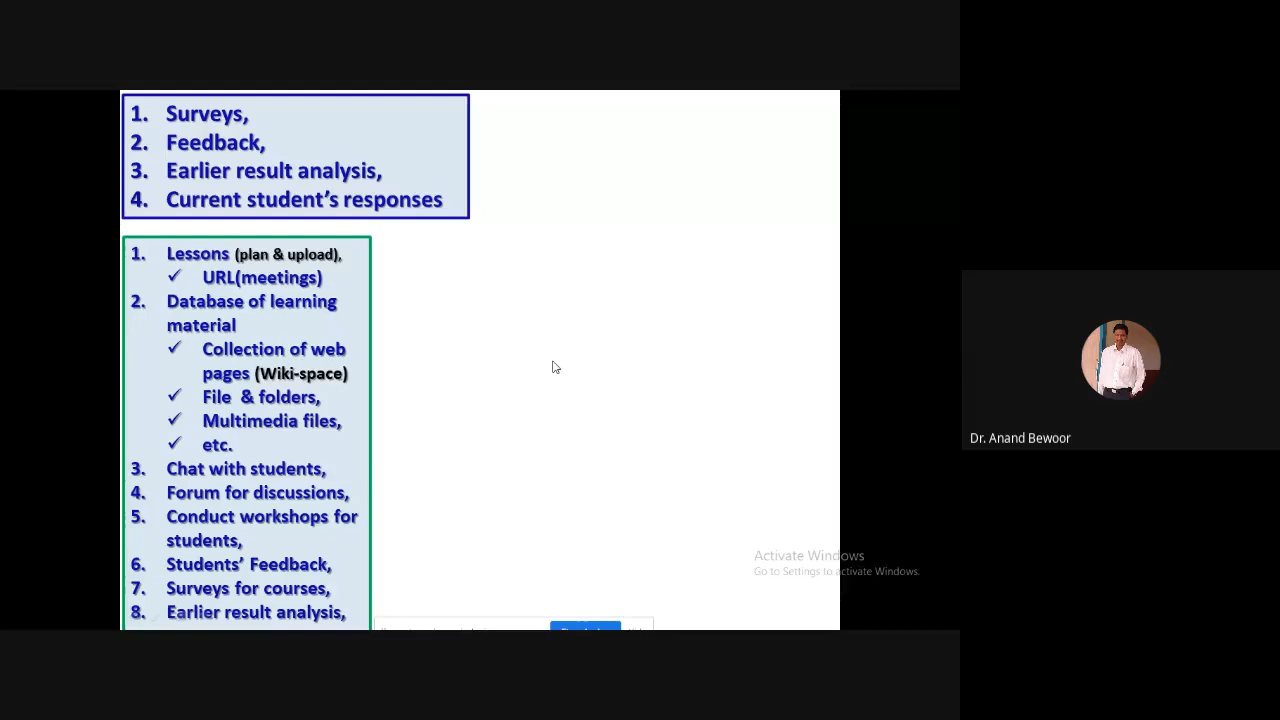 1. Surveys,
2. Feedback,
3. Earlier result analysis,
4. Current student’s responses
1. Lessons (plan & upload),
✓ URL(meetings)
2. Database of learning
material
✓ Collection of web
pages (Wiki-space)
✓ File & folders,
✓ Multimedia files,
✓ etc.
3. Chat with students,
4. Forum for discussions,
5. Conduct workshops for
students,
6. Students’ Feedback,
7. Surveys for courses,
8. Earlier result analysis,
Dr. Anand Bewoor
Activate Windows
Go to Settings to activate Windows.